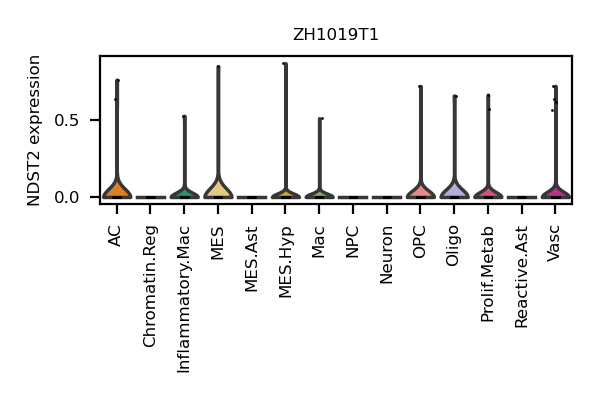 ZH1019T1
NDST2 expression
0.5
0.0
AC
Chromatin.Reg
Inflammatory.Mac
MES
MES.Ast
MES.Hyp
Mac
NPC
Neuron
OPC
Oligo
Prolif.Metab
Reactive.Ast
Vasc